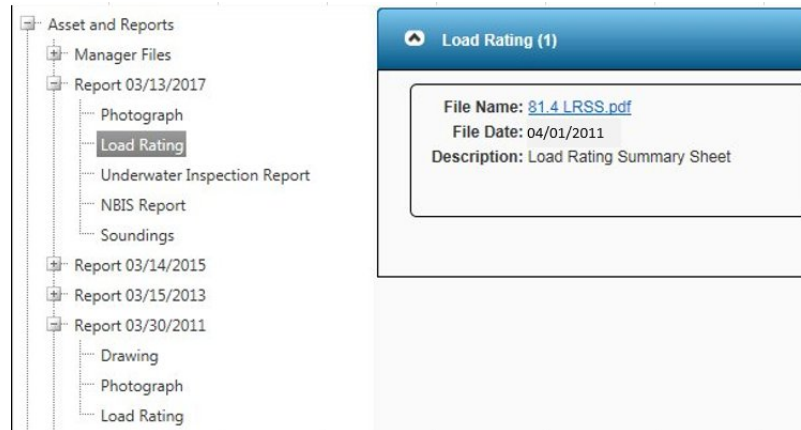 Asset and Reports
Manager Files
Report 03/13/2017
Photograph
Load Rating
Underwater Inspection Report
NBIS Report
Soundings
Report 03/14/2015
Report 03/15/2013
Report 03/30/2011
Drawing
Photograph
Load Rating
Load Rating (1)
File Name: 81.4 LRSS.pdf
File Date: 04/01/2011
Description: Load Rating Summary Sheet